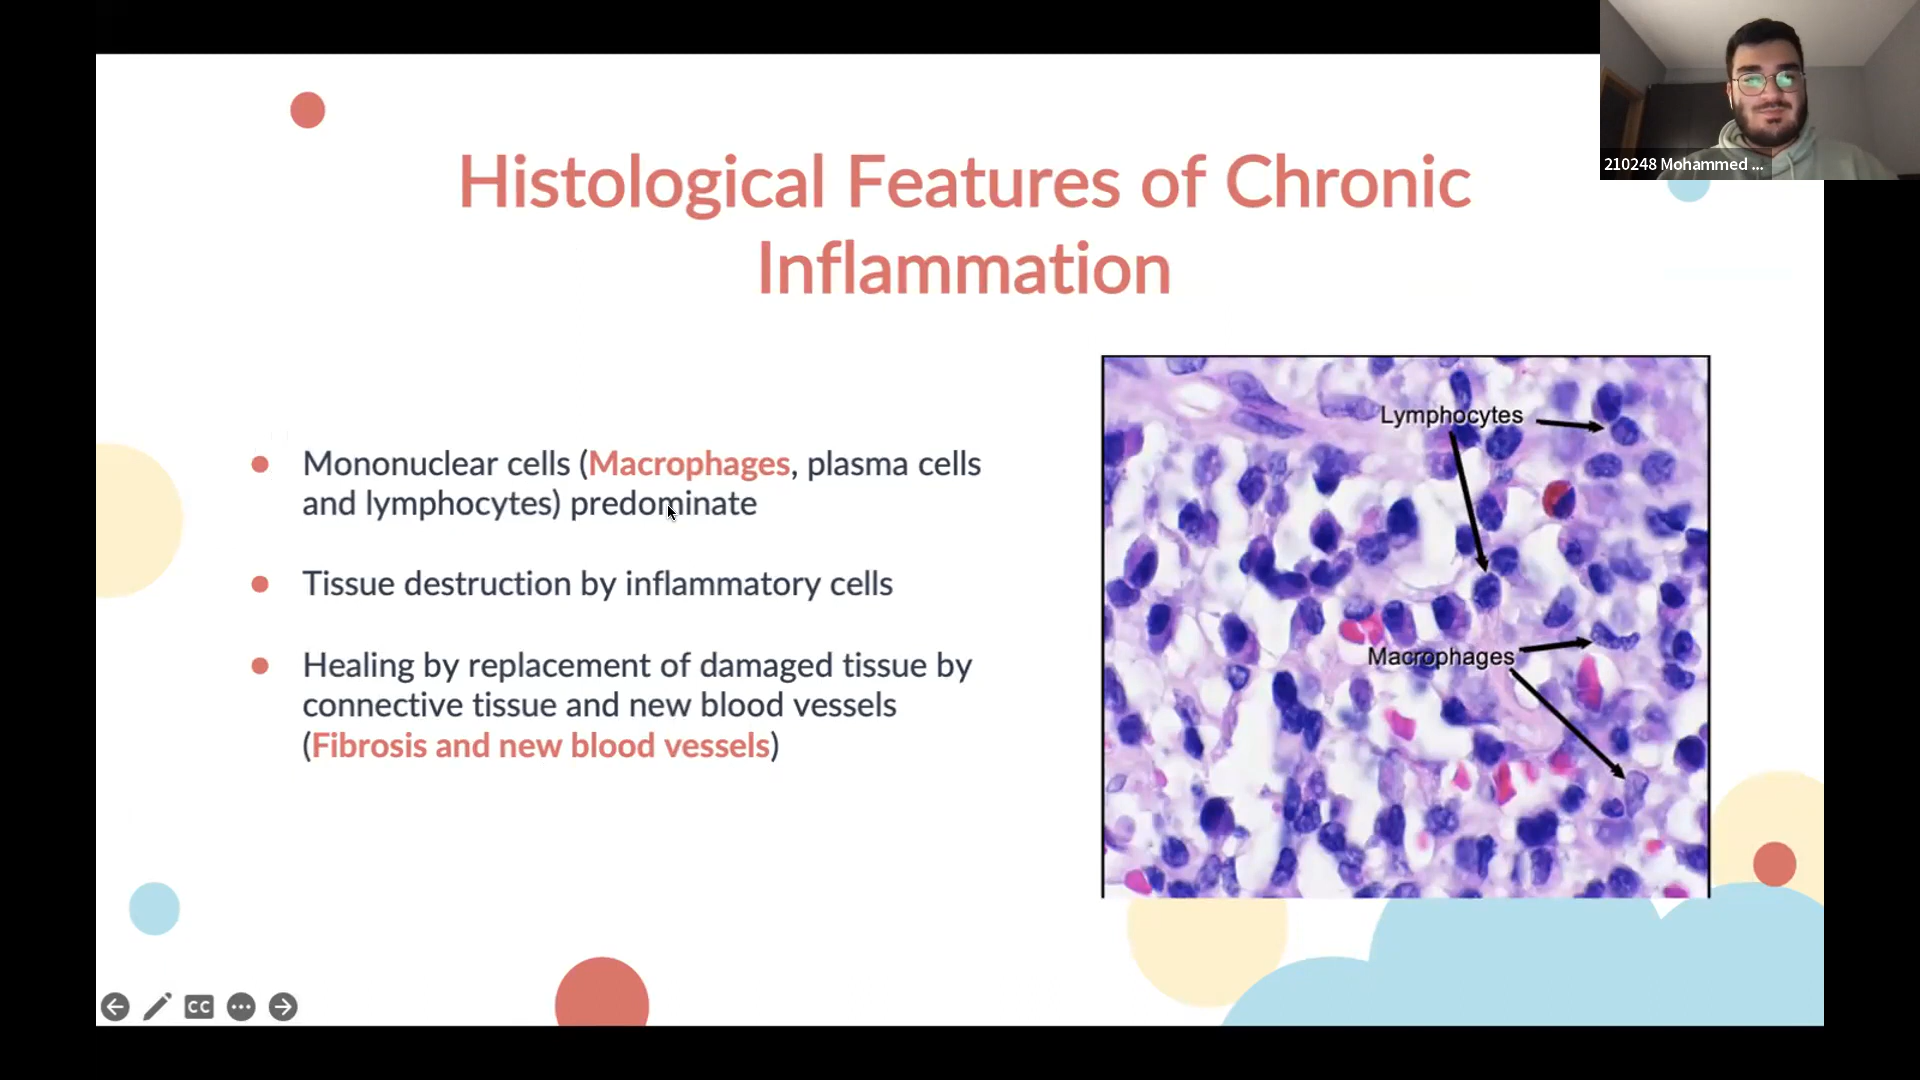 210248 Mohammed ...
Histological Features of Chronic
Inflammation
Mononuclear cells (Macrophages, plasma cells
and lymphocytes) predominate
Tissue destruction by inflammatory cells
Healing by replacement of damaged tissue by
connective tissue and new blood vessels
(Fibrosis and new blood vessels)
Lymphocytes
Macrophages
CC